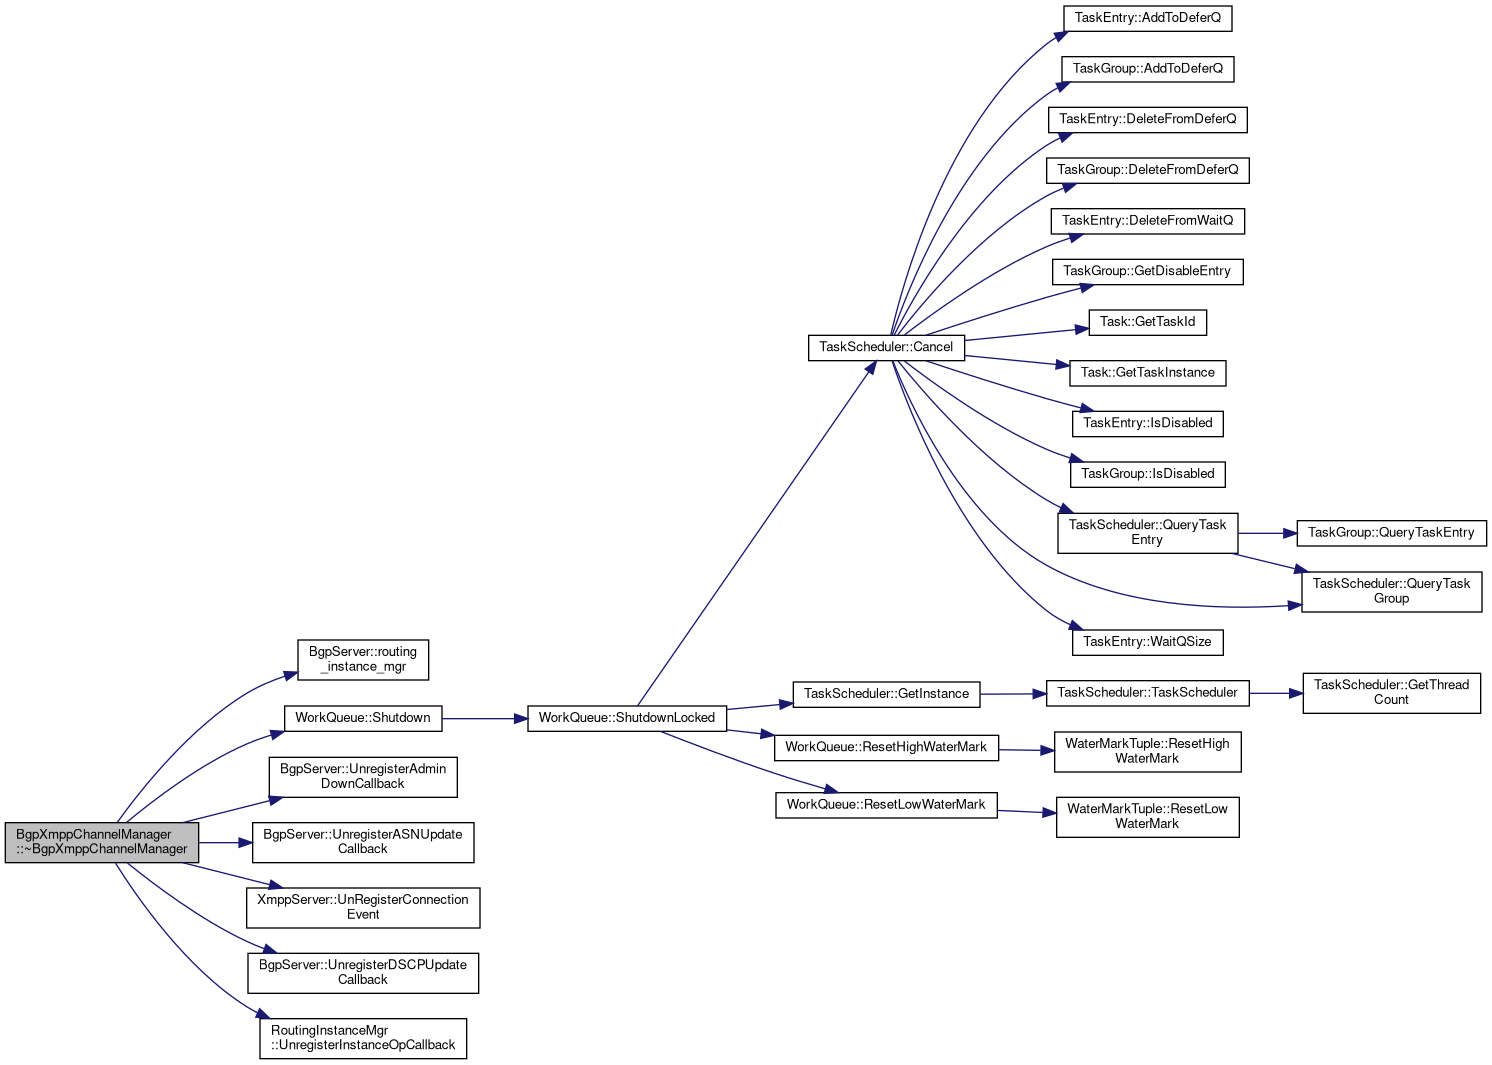 TaskEntry::AddToDeferQ
TaskGroup::AddToDeferQ
TaskEntry::DeleteFromDeferQ
TaskGroup::DeleteFromDeferQ
TaskEntry::DeleteFromWaitQ
TaskGroup::GetDisableEntry
Task::GetTaskId
TaskScheduler::Cancel
Task::GetTaskInstance
TaskEntry::IsDisabled
TaskGroup::IsDisabled
TaskScheduler::QueryTask
Entry
TaskGroup::QueryTaskEntry
TaskScheduler::QueryTask
Group
TaskEntry::WaitQSize
BgpServer::routing
_instance_mgr
WorkQueue::Shutdown
WorkQueue::ShutdownLocked
TaskScheduler::GetInstance
TaskScheduler::TaskScheduler
TaskScheduler::GetThread
Count
WorkQueue::ResetHighWaterMark
WaterMarkTuple::ResetHigh
WaterMark
BgpServer::UnregisterAdmin
DownCallback
WorkQueue::ResetLowWaterMark
WaterMarkTuple::ResetLow
WaterMark
BgpXmppChannelManager
::~BgpXmppChannelManager
BgpServer::UnregisterASNUpdate
Callback
XmppServer::UnRegisterConnection
Event
BgpServer::UnregisterDSCPUpdate
Callback
RoutingInstanceMgr
::UnregisterInstanceOpCallback